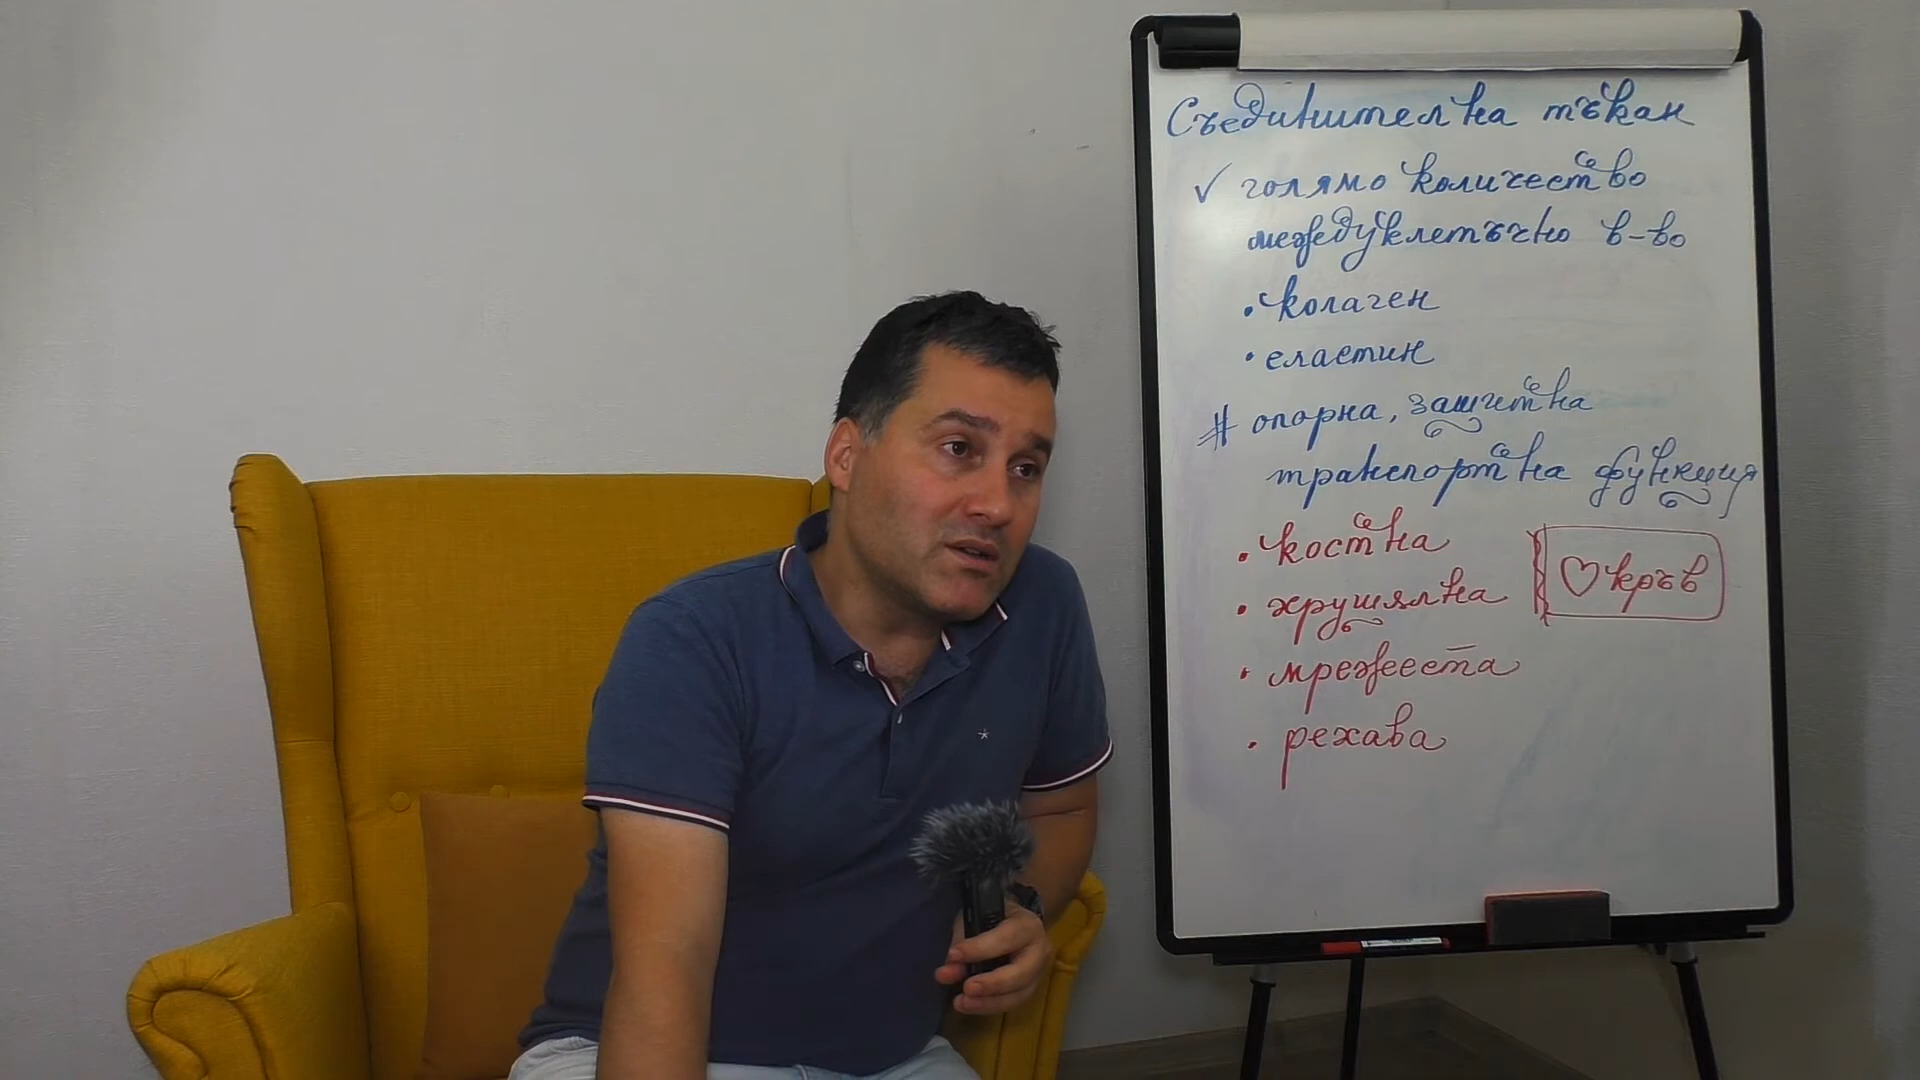 Съединителна тъкан
✓ голямо количество
междуклетъчно в-во
• колаген
• еластин
# опорна, защитна
транспортна функция
• костна
• хрущялна
♡ кръв
• мрежеста
• рехава